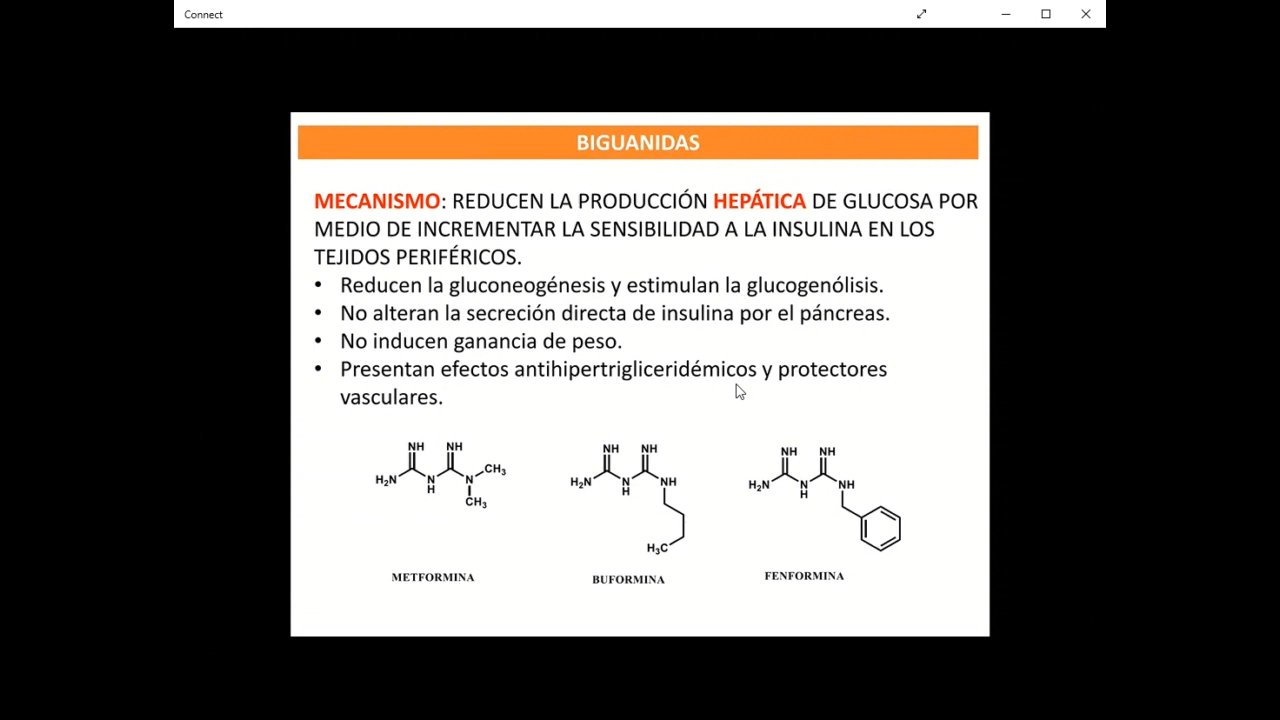 Connect
BIGUANIDAS
MECANISMO: REDUCEN LA PRODUCCIÓN HEPÁTICA DE GLUCOSA POR
MEDIO DE INCREMENTAR LA SENSIBILIDAD A LA INSULINA EN LOS
TEJIDOS PERIFÉRICOS.
• Reducen la gluconeogénesis y estimulan la glucogenólisis.
• No alteran la secreción directa de insulina por el páncreas.
• No inducen ganancia de peso.
• Presentan efectos antihipertrigliceridémicos y protectores
vasculares.
NH NH
H₂N N H N CH₃
CH₃
METFORMINA
NH NH
H₂N N H NH
H₃C
BUFORMINA
NH NH
H₂N N H NH
FENFORMINA